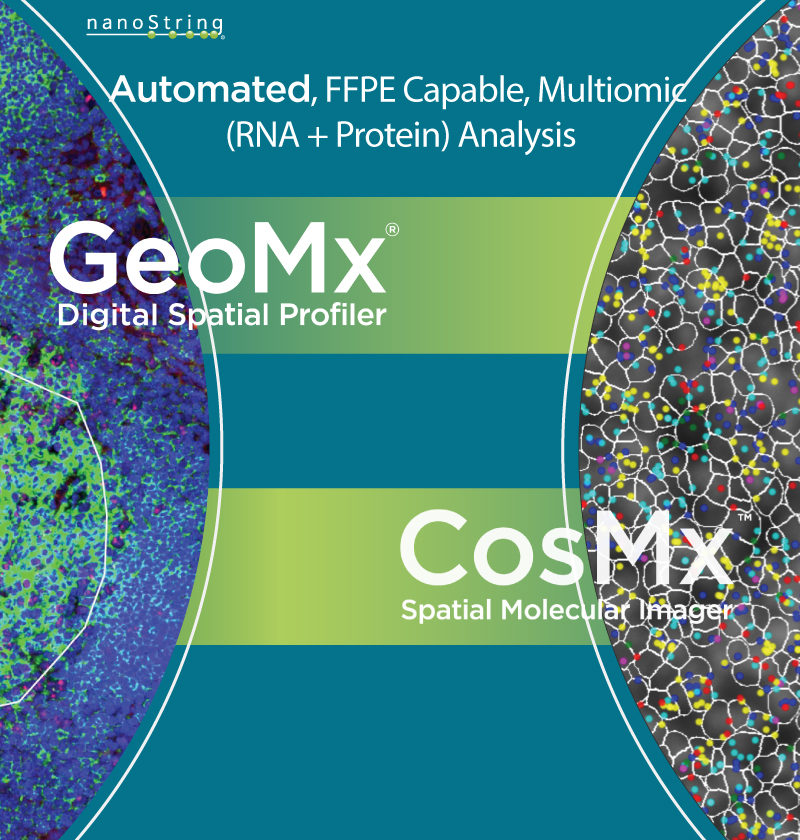 nanoString®
Automated, FFPE Capable, Multiomic
(RNA + Protein) Analysis
GeoMx®
Digital Spatial Profiler
CosMx™
Spatial Molecular Imager